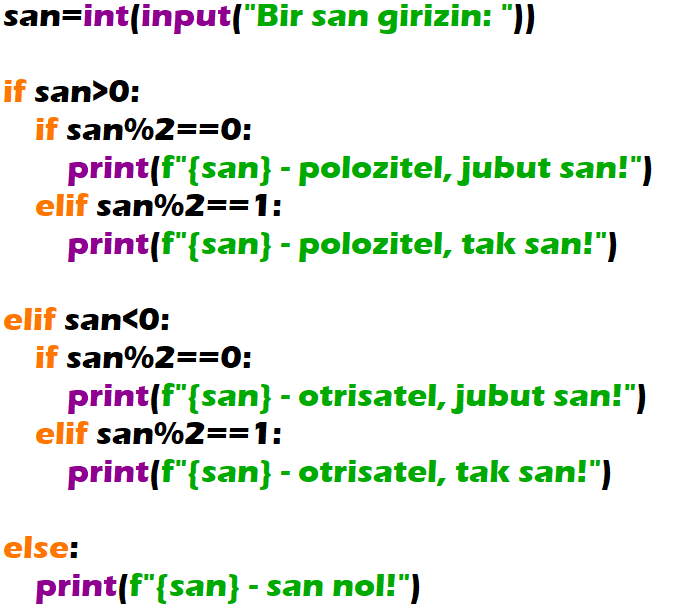 san=int(input("Bir san girizin: "))
if san>0:
if san%2==0:
print(f"{san} - polozitel, jubut san!")
elif san%2==1:
print(f"{san} - polozitel, tak san!")
elif san<0:
if san%2==0:
print(f"{san} - otrisatel, jubut san!")
elif san%2==1:
print(f"{san} - otrisatel, tak san!")
else:
print(f"{san} - san nol!")